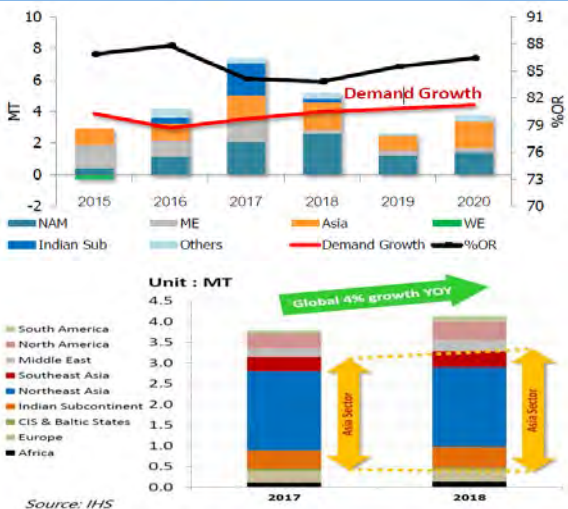 10
8
6
4
2
0
-2
MT
91
88
85
82
79
76
73
70
%OR
Demand Growth
2015 2016 2017 2018 2019 2020
NAM ME Asia WE
Indian Sub Others Demand Growth %OR
Unit : MT
Global 4% growth YOY
South America
North America
Middle East
Southeast Asia
Northeast Asia
Indian Subcontinent
CIS & Baltic States
Europe
Africa
4.5
4.0
3.5
3.0
2.5
2.0
1.5
1.0
0.5
0.0
Asia Sector
Asia Sector
2017 2018
Source: IHS